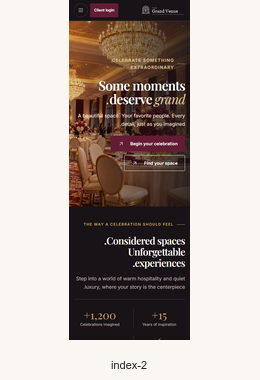 Client login
Grand Venue
CELEBRATE SOMETHING
EXTRAORDINARY
Some moments
.deserve grand
A beautiful space. Your favorite people. Every
.detail, just as you imagined
Begin your celebration
Find your space
THE WAY A CELEBRATION SHOULD FEEL
.Considered spaces
Unforgettable
.experiences
Step into a world of warm hospitality and quiet
.luxury, where your story is the centerpiece
+1,200
Celebrations imagined
+15
Years of inspiration
index-2